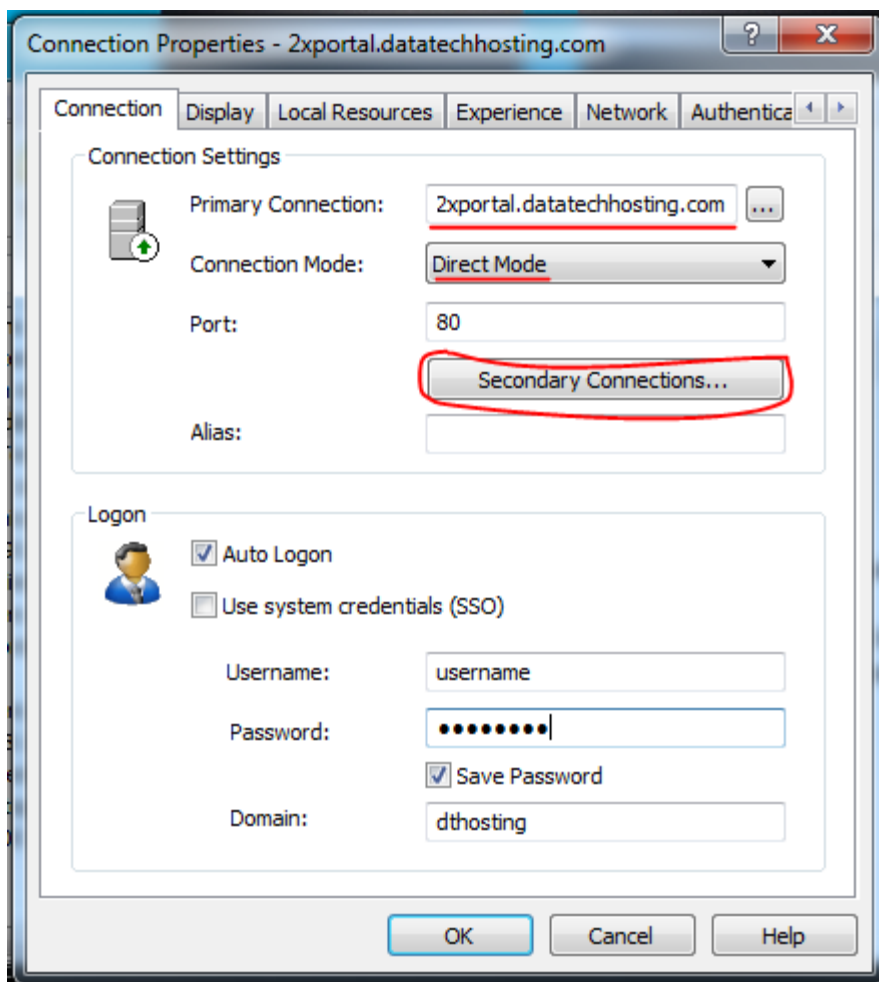 Connection Properties - 2xportal.datatechhosting.com
Connection Display Local Resources Experience Network Authentica
Connection Settings
Primary Connection: 2xportal.datatechhosting.com ...
Connection Mode: Direct Mode
Port: 80
Secondary Connections...
Alias:
Logon
Auto Logon
Use system credentials (SSO)
Username: username
Password: ••••••••
Save Password
Domain: dthosting
OK Cancel Help